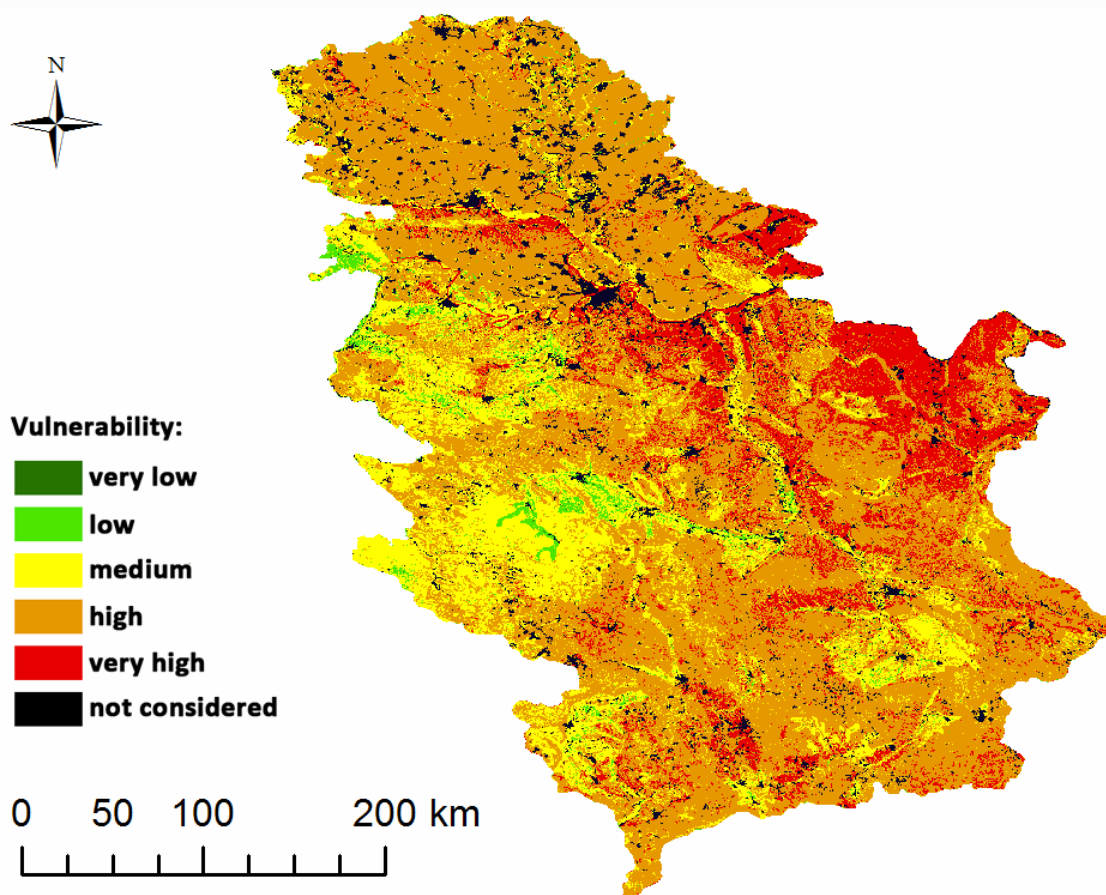 N
Vulnerability:
very low
low
medium
high
very high
not considered
0 50 100 200 km